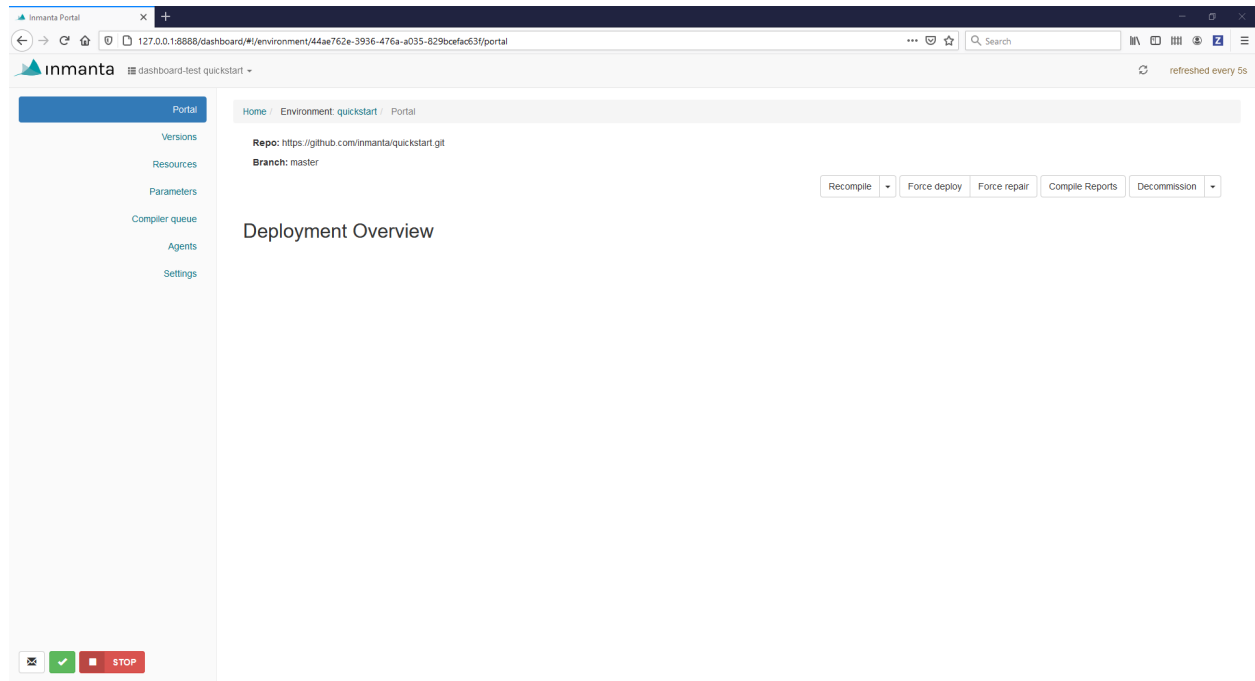 Inmanta Portal
127.0.0.1:8888/dashboard/#!/environment/44ae762e-3936-476a-a035-829bcefac63f/portal
Search
Z
inmanta
dashboard-test quickstart
refreshed every 5s
Portal
Versions
Resources
Parameters
Compiler queue
Agents
Settings
Home / Environment: quickstart / Portal
Repo: https://github.com/inmanta/quickstart.git
Branch: master
Recompile Force deploy Force repair Compile Reports Decommission
Deployment Overview
STOP